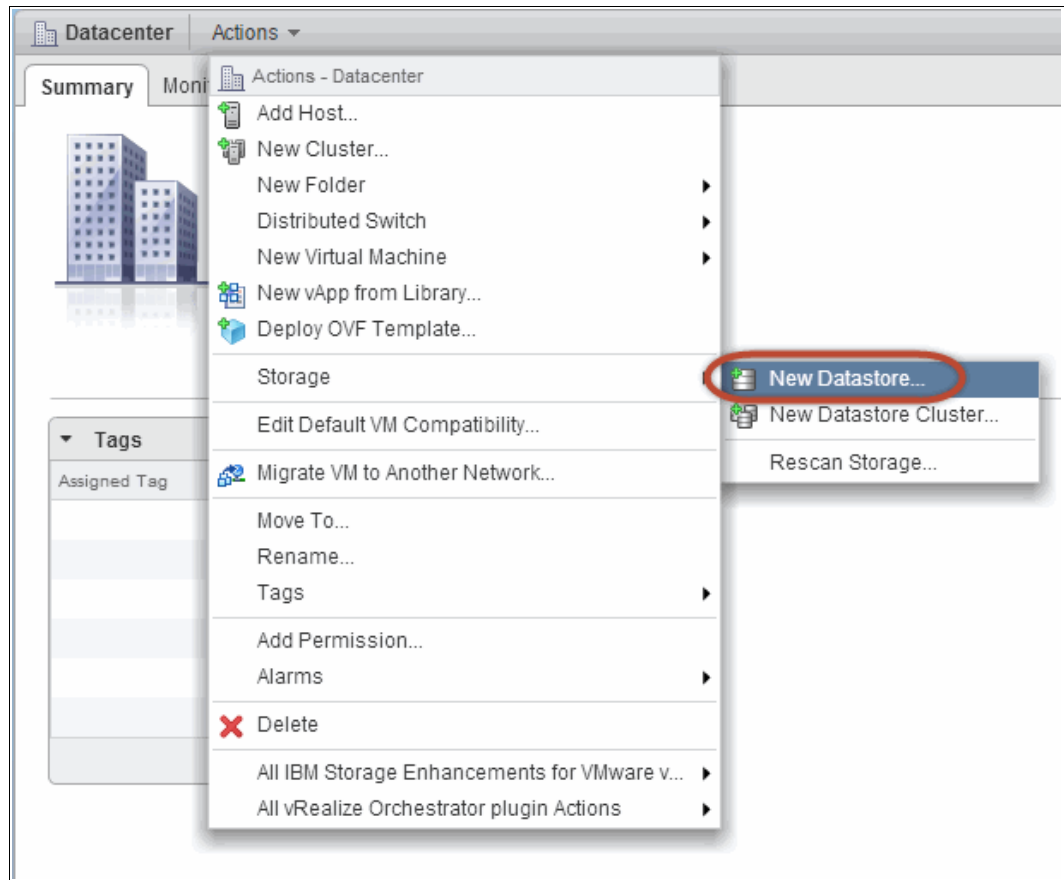 Datacenter Actions
Summary Moni
Actions - Datacenter
Add Host...
New Cluster...
New Folder
Distributed Switch
New Virtual Machine
New vApp from Library...
Deploy OVF Template...
Storage
New Datastore...
New Datastore Cluster...
Rescan Storage...
Edit Default VM Compatibility...
Migrate VM to Another Network...
Move To...
Rename...
Tags
Add Permission...
Alarms
Delete
All IBM Storage Enhancements for VMware v...
All vRealize Orchestrator plugin Actions
Tags
Assigned Tag